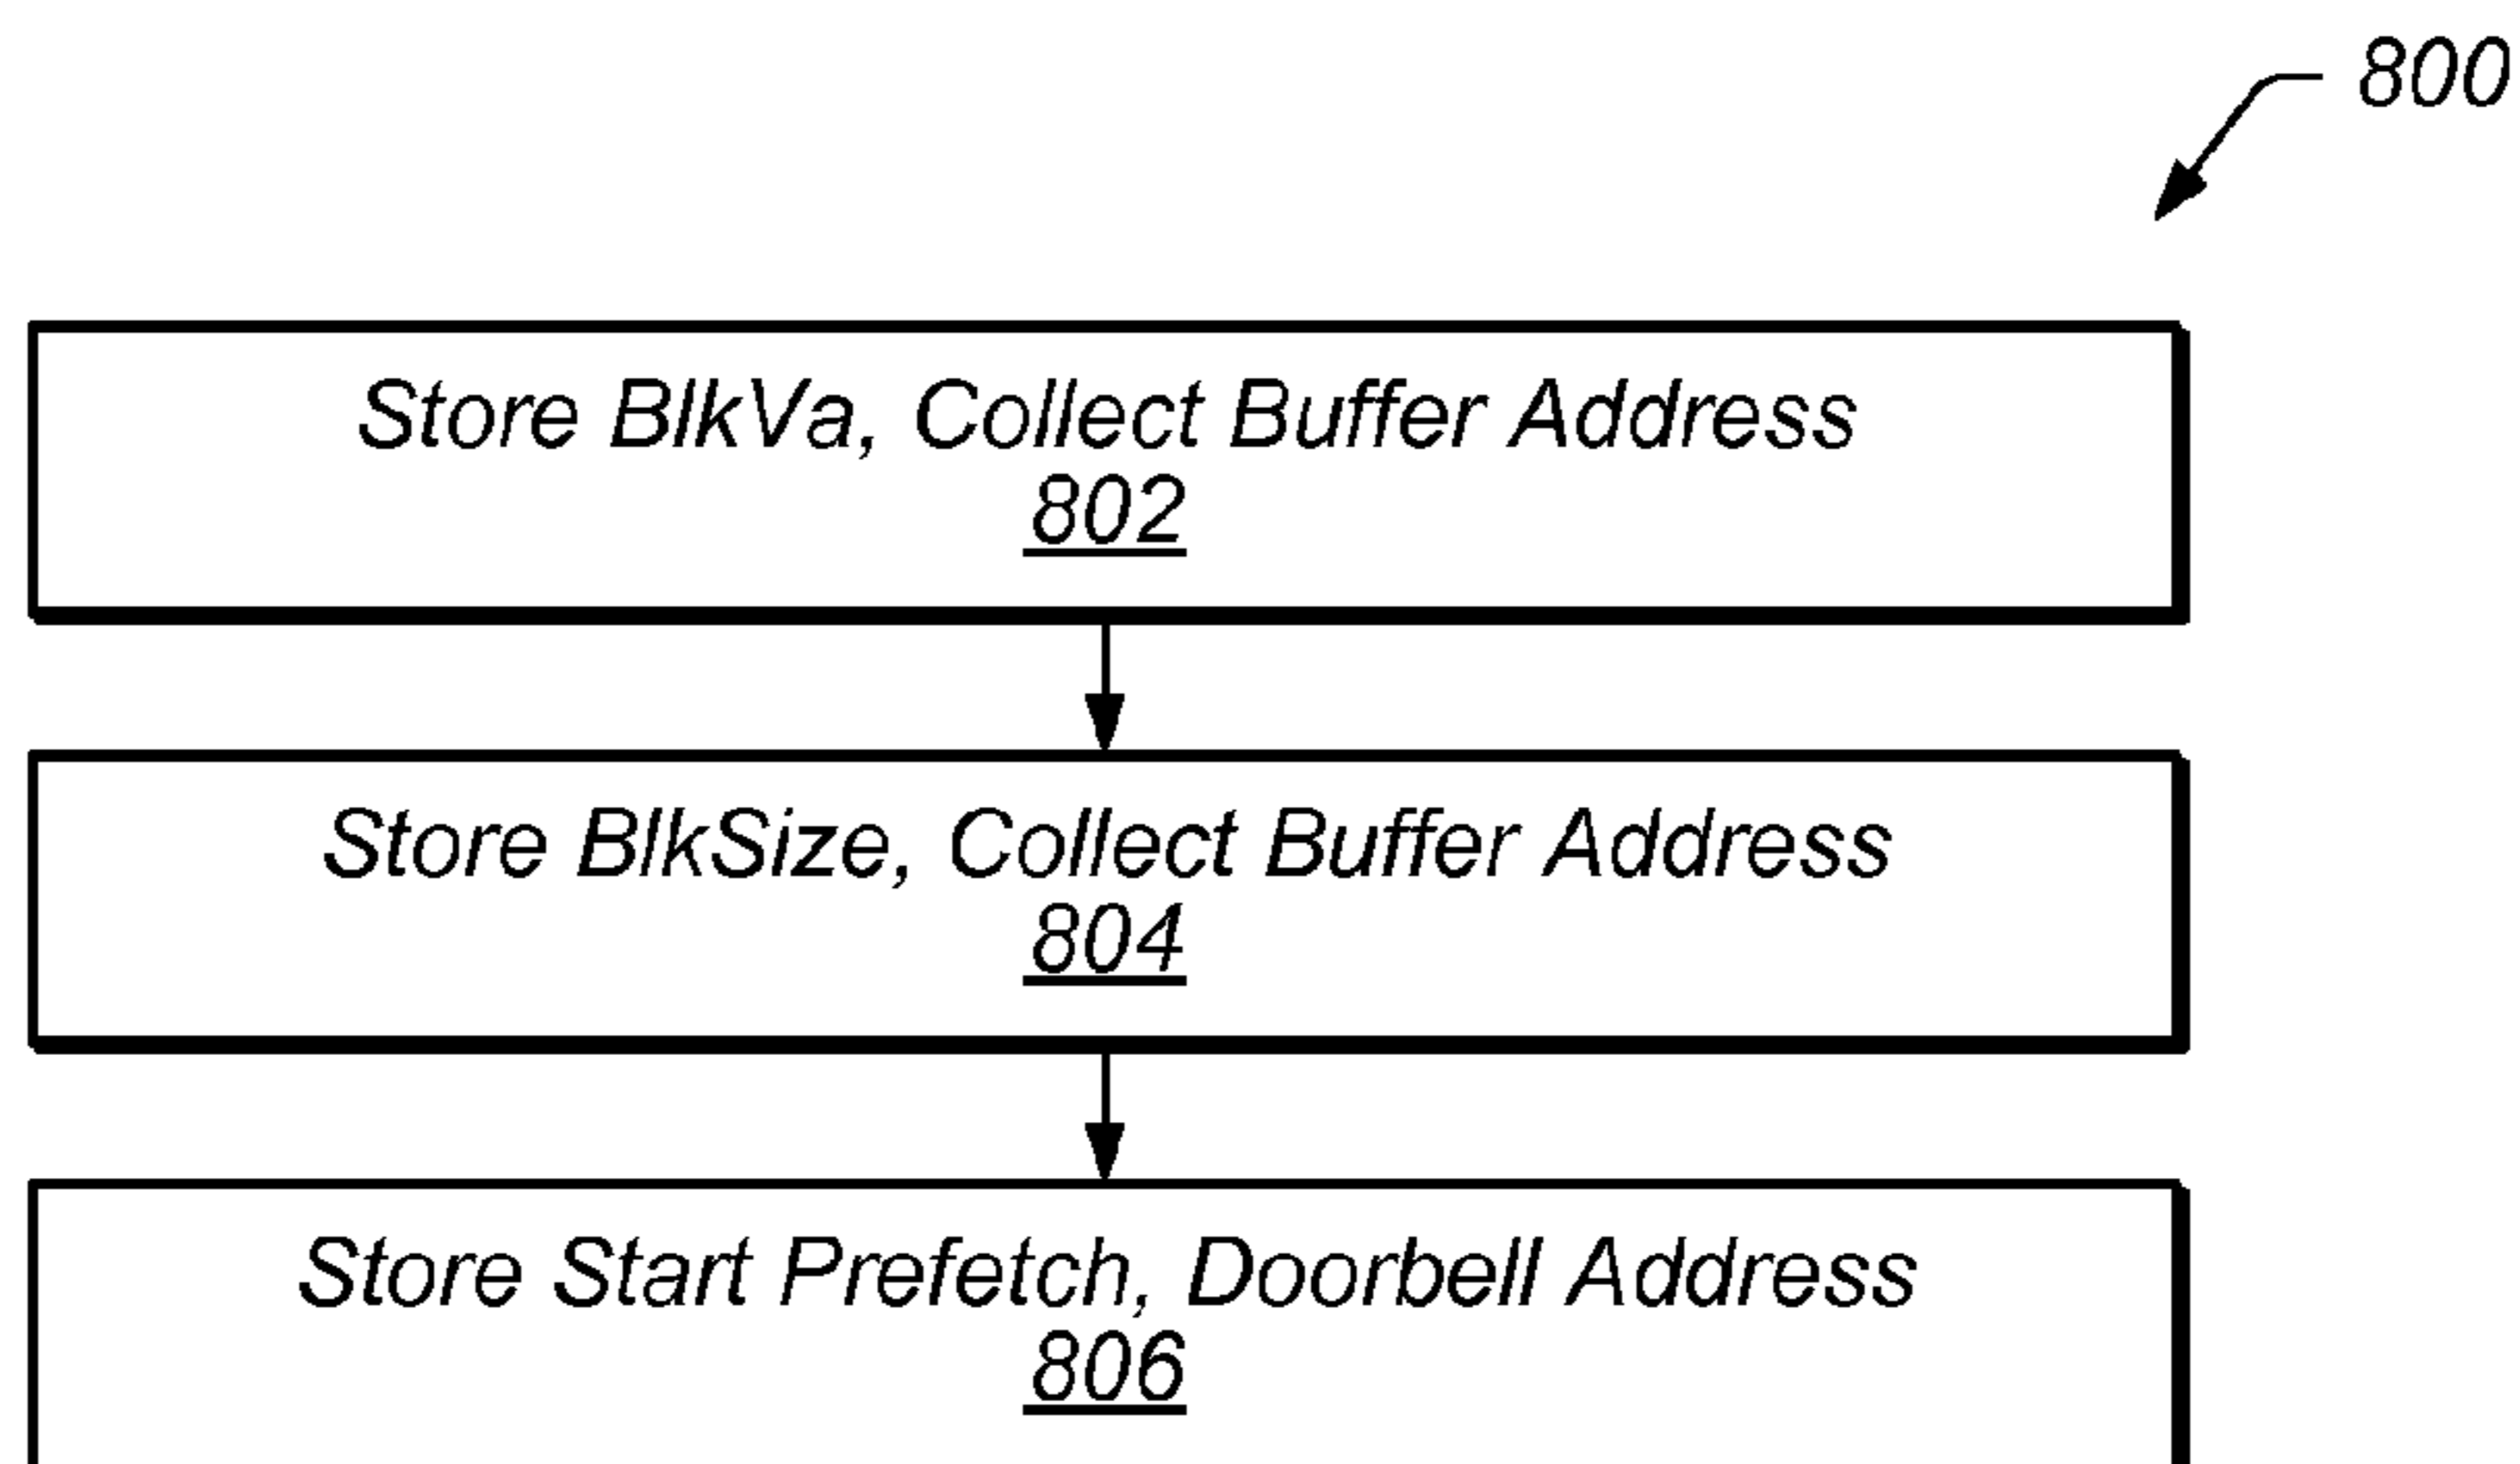 800
Store BlkVa, Collect Buffer Address
802
Store BlkSize, Collect Buffer Address
804
Store Start Prefetch, Doorbell Address
806